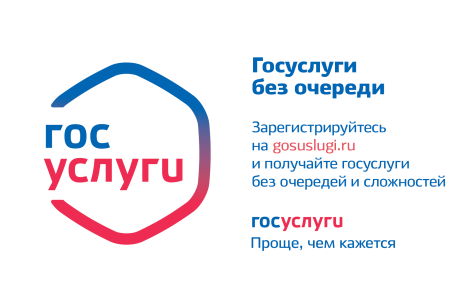 гос
услуги
Госуслуги
без очереди
Зарегистрируйтесь
на gosuslugi.ru
и получайте госуслуги
без очередей и сложностей
госуслуги
Проще, чем кажется